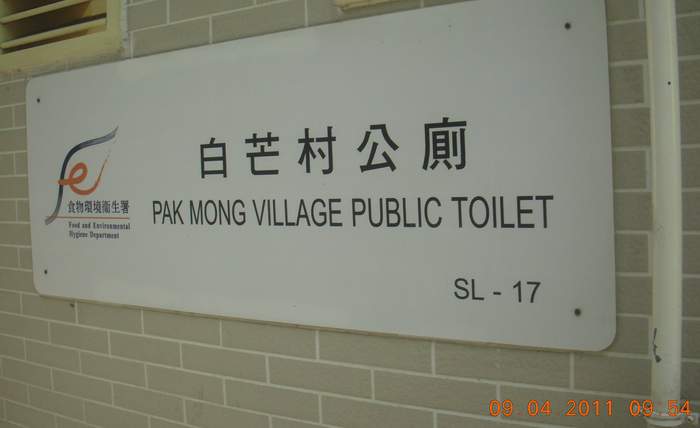 白芒村公廁
食物環境衞生署
Food and Environmental
Hygiene Department
PAK MONG VILLAGE PUBLIC TOILET
SL - 17
09 04 2011 09 54